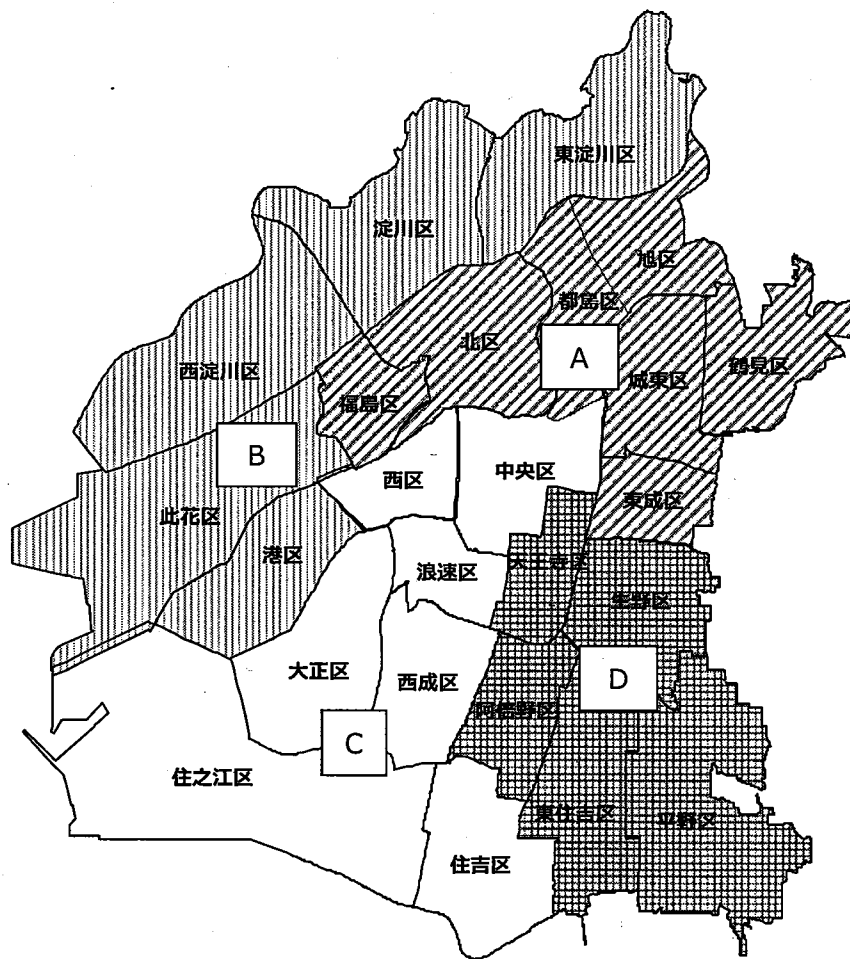 東淀川区
淀川区
旭区
都島区
北区
A
鶴見区
西淀川区
城東区
福島区
B
中央区
西区
東成区
此花区
港区
天王寺区
浪速区
生野区
大正区
西成区
D
阿倍野区
C
住之江区
東住吉区
平野区
住吉区